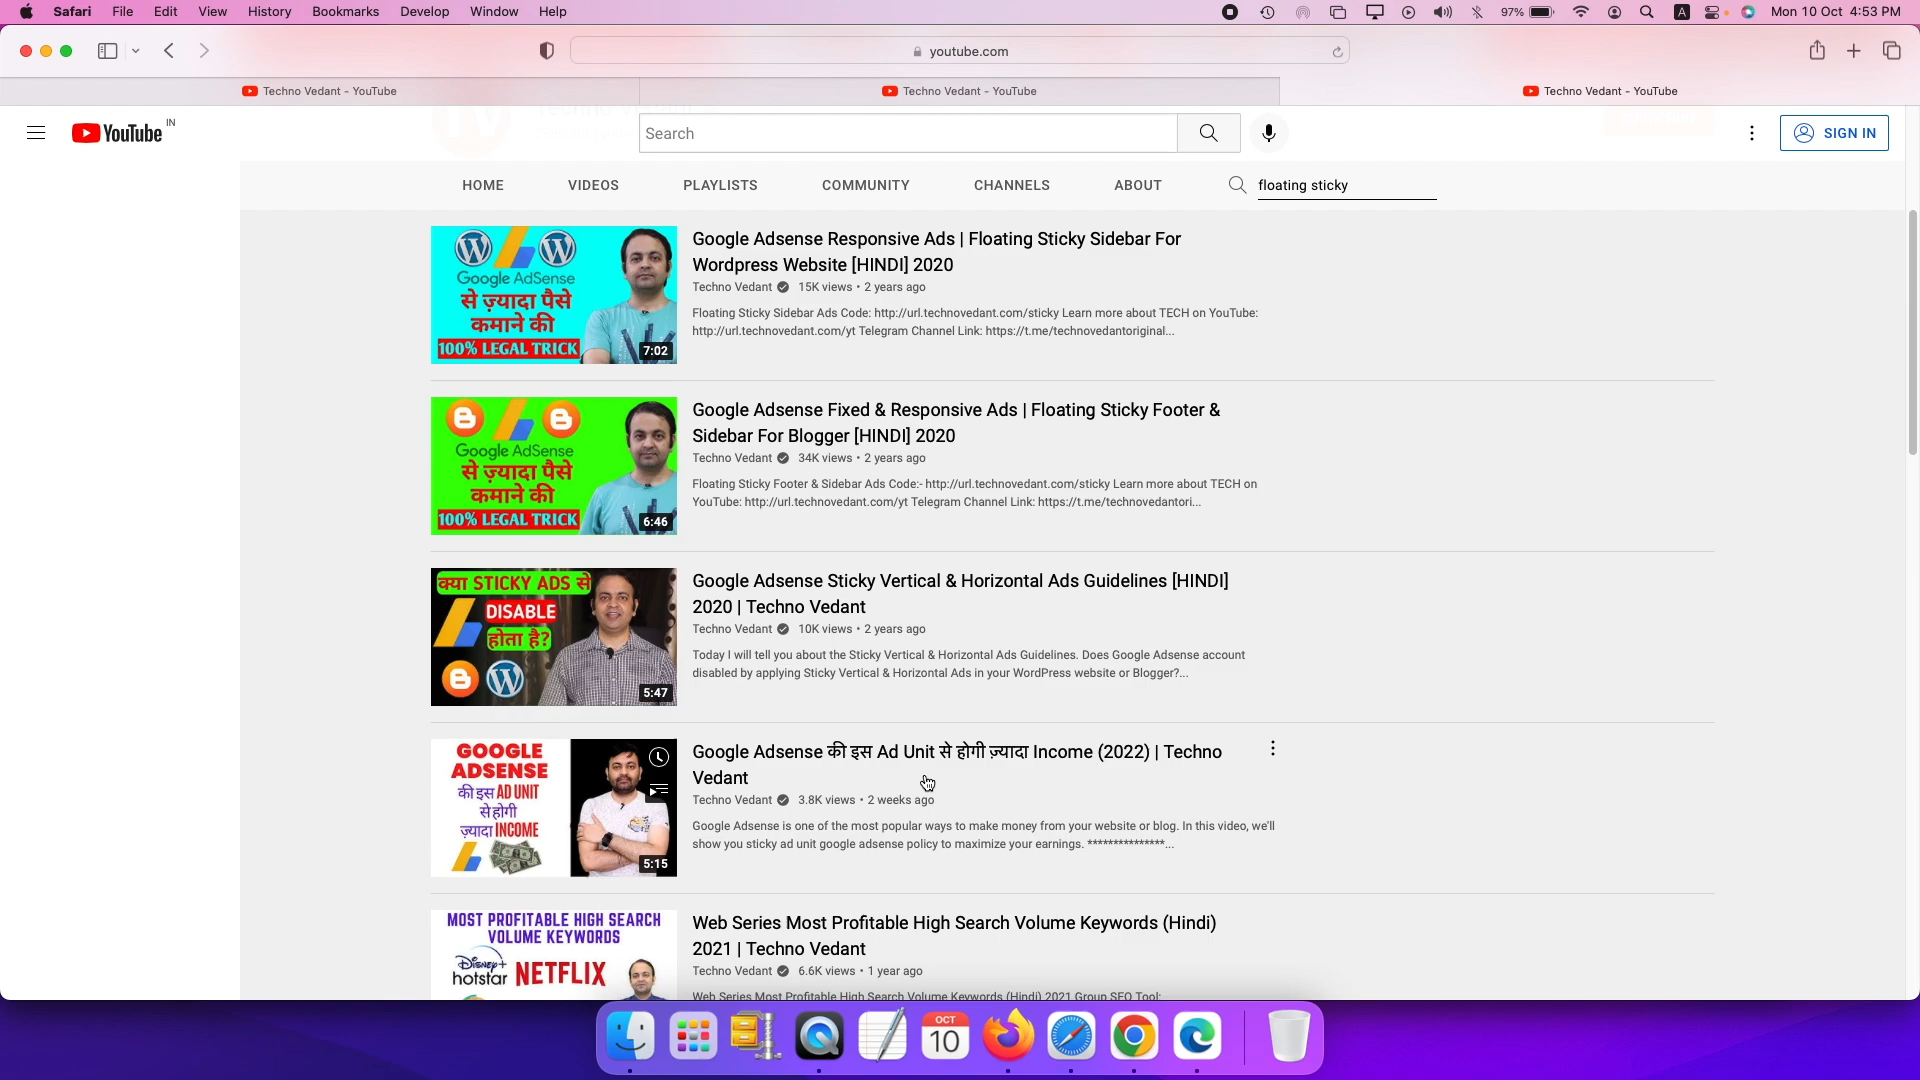 Safari File Edit View History Bookmarks Develop Window Help
97% A Mon 10 Oct 4:53 PM
youtube.com
Techno Vedant - YouTube
Techno Vedant - YouTube
Techno Vedant - YouTube
YouTube IN
Search
SIGN IN
HOME VIDEOS PLAYLISTS COMMUNITY CHANNELS ABOUT floating sticky
Google AdSense
से ज़्यादा पैसे
कमाने की
100% LEGAL TRICK
7:02
Google Adsense Responsive Ads | Floating Sticky Sidebar For
Wordpress Website [HINDI] 2020
Techno Vedant 15K views • 2 years ago
Floating Sticky Sidebar Ads Code: http://url.technovedant.com/sticky Learn more about TECH on YouTube:
http://url.technovedant.com/yt Telegram Channel Link: https://t.me/technovedantoriginal...
Google AdSense
से ज़्यादा पैसे
कमाने की
100% LEGAL TRICK
6:46
Google Adsense Fixed & Responsive Ads | Floating Sticky Footer &
Sidebar For Blogger [HINDI] 2020
Techno Vedant 34K views • 2 years ago
Floating Sticky Footer & Sidebar Ads Code:- http://url.technovedant.com/sticky Learn more about TECH on
YouTube: http://url.technovedant.com/yt Telegram Channel Link: https://t.me/technovedantori...
क्या STICKY ADS से
DISABLE
होता है?
5:47
Google Adsense Sticky Vertical & Horizontal Ads Guidelines [HINDI]
2020 | Techno Vedant
Techno Vedant 10K views • 2 years ago
Today I will tell you about the Sticky Vertical & Horizontal Ads Guidelines. Does Google Adsense account
disabled by applying Sticky Vertical & Horizontal Ads in your WordPress website or Blogger?...
GOOGLE
ADSENSE
की इस AD UNIT
से होगी
ज़्यादा INCOME
5:15
Google Adsense की इस Ad Unit से होगी ज़्यादा Income (2022) | Techno
Vedant
Techno Vedant 3.8K views • 2 weeks ago
Google Adsense is one of the most popular ways to make money from your website or blog. In this video, we'll
show you sticky ad unit google adsense policy to maximize your earnings. ***************...
MOST PROFITABLE HIGH SEARCH
VOLUME KEYWORDS
Disney+
hotstar NETFLIX
Web Series Most Profitable High Search Volume Keywords (Hindi)
2021 | Techno Vedant
Techno Vedant 6.6K views • 1 year ago
Web Series Most Profitable High Search Volume Keywords (Hindi) 2021 Group SEO Tool:
OCT
10